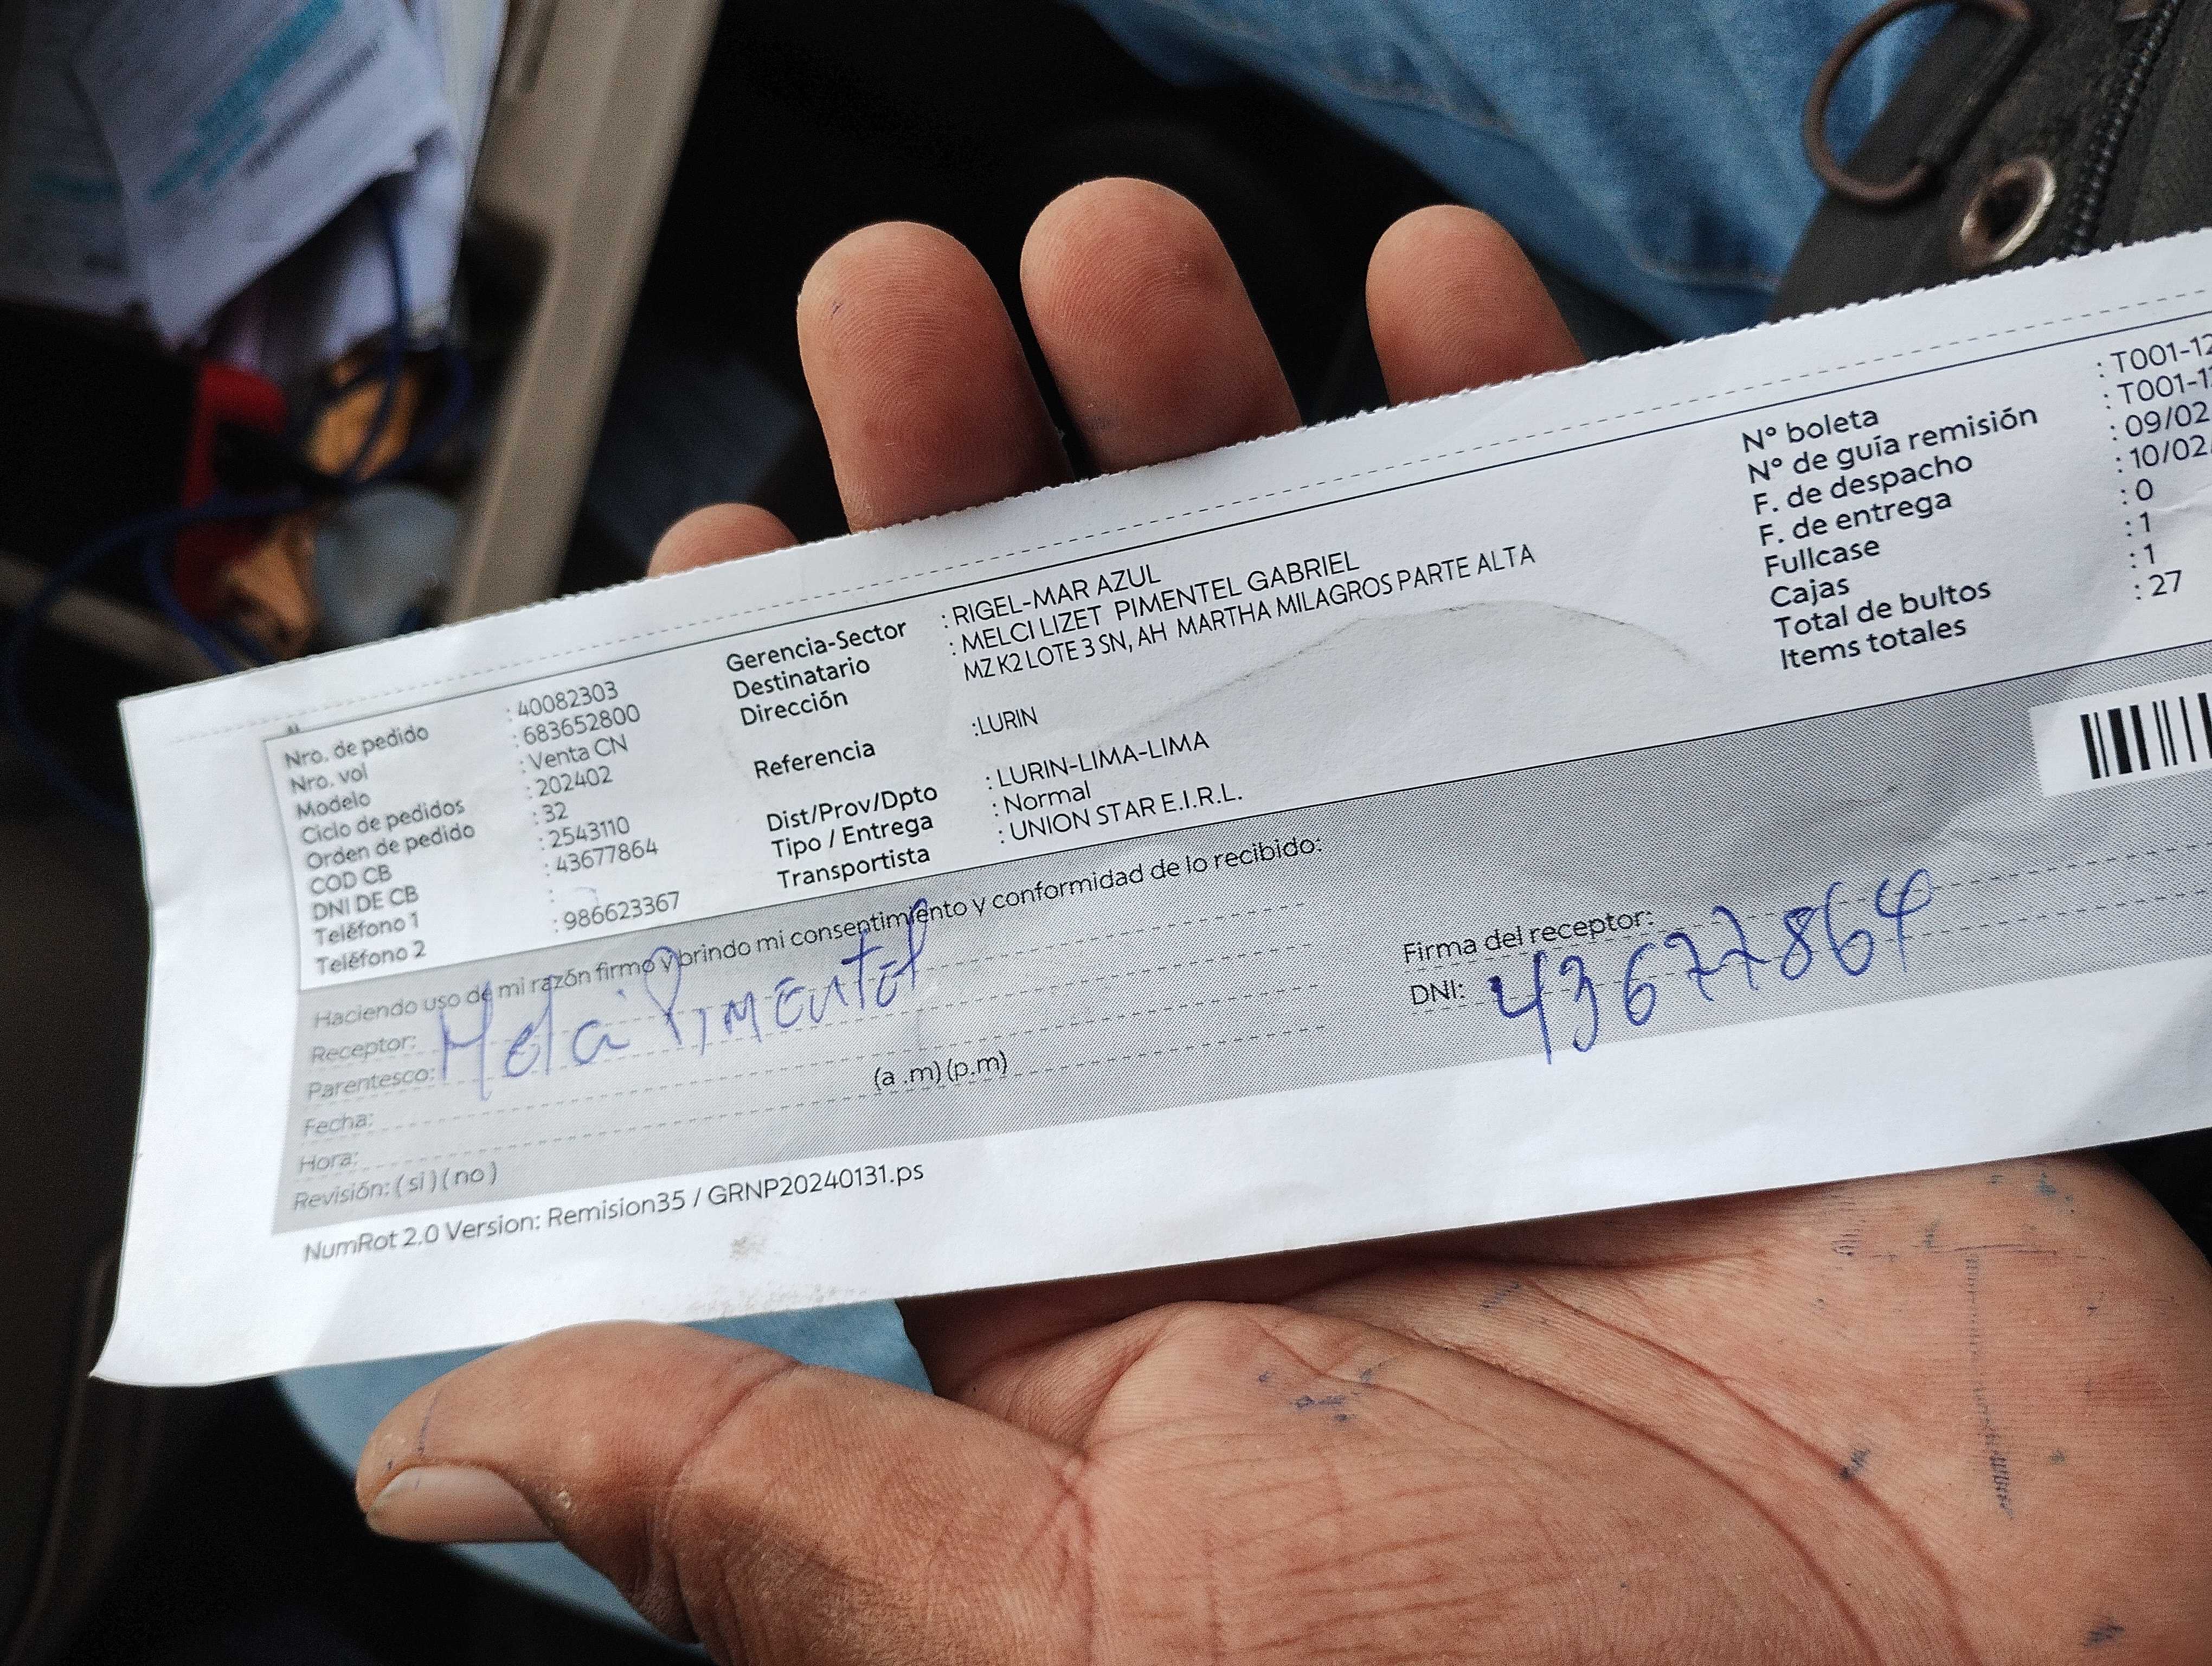 Nro. de pedido : 40082303
Nro. vol : 683652800
Modelo : Venta CN
Ciclo de pedidos : 202402
Orden de pedido : 32
COD CB : 2543110
DNI DE CB : 43677864
Teléfono 1 :
Teléfono 2 : 986623367
Gerencia-Sector : RIGEL-MAR AZUL
Destinatario : MELCI LIZET PIMENTEL GABRIEL
Dirección MZ K2 LOTE 3 SN, AH MARTHA MILAGROS PARTE ALTA
Referencia :LURIN
Dist/Prov/Dpto : LURIN-LIMA-LIMA
Tipo / Entrega : Normal
Transportista : UNION STAR E.I.R.L.
N° boleta : T001-12
N° de guía remisión : T001-1
F. de despacho : 09/02
F. de entrega : 10/02
Fullcase : 0
Cajas : 1
Total de bultos : 1
Items totales : 27
Haciendo uso de mi razón firmo y brindo mi consentimiento y conformidad de lo recibido:
Receptor: Melci Pimentel
Parentesco:
Fecha:
Hora: (a .m) (p.m)
Revisión: ( si ) ( no )
Firma del receptor:
DNI: 43677864
NumRot 2.0 Version: Remision35 / GRNP20240131.ps